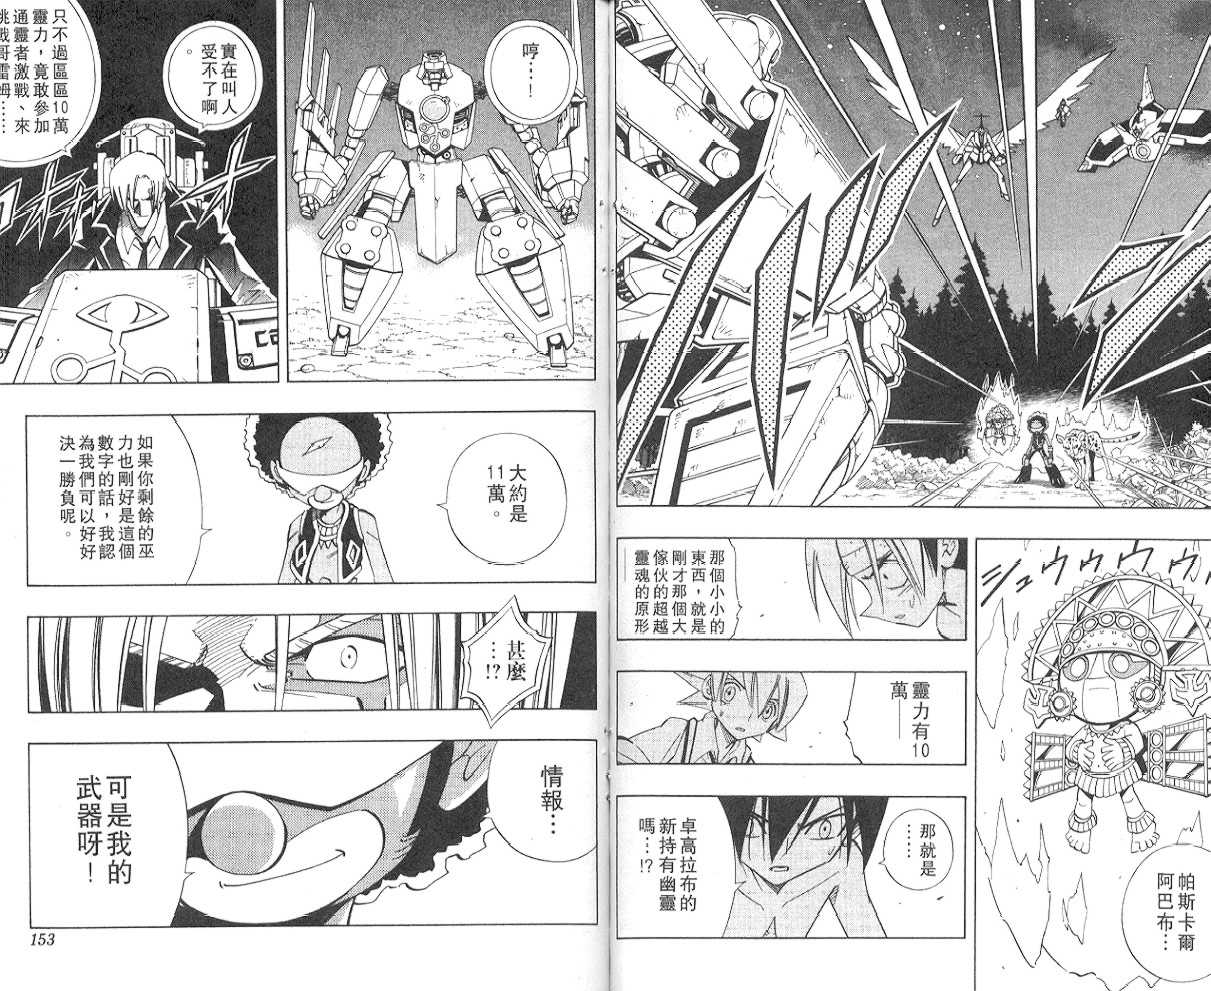 シュウゥウゥゥ
帕斯卡爾
阿巴布…
那個小小的
東西，就是
剛才那個大
傢伙的超越
靈魂的原形
——
靈力有10
萬——
那就是
……
卓高拉布的
新持有幽靈
嗎…!?
哼…！
實在叫人
受不了啊
。
只不過區區10萬
靈力，竟敢參加
通靈者激戰、來
挑戰哥雷姆……
大約是
11萬。
如果你剩餘的巫
力也剛好是這個
數字的話，我認
為我們可以好好
決一勝負呢。
甚麼
…!?
情報…
可是我的
武器呀！
153